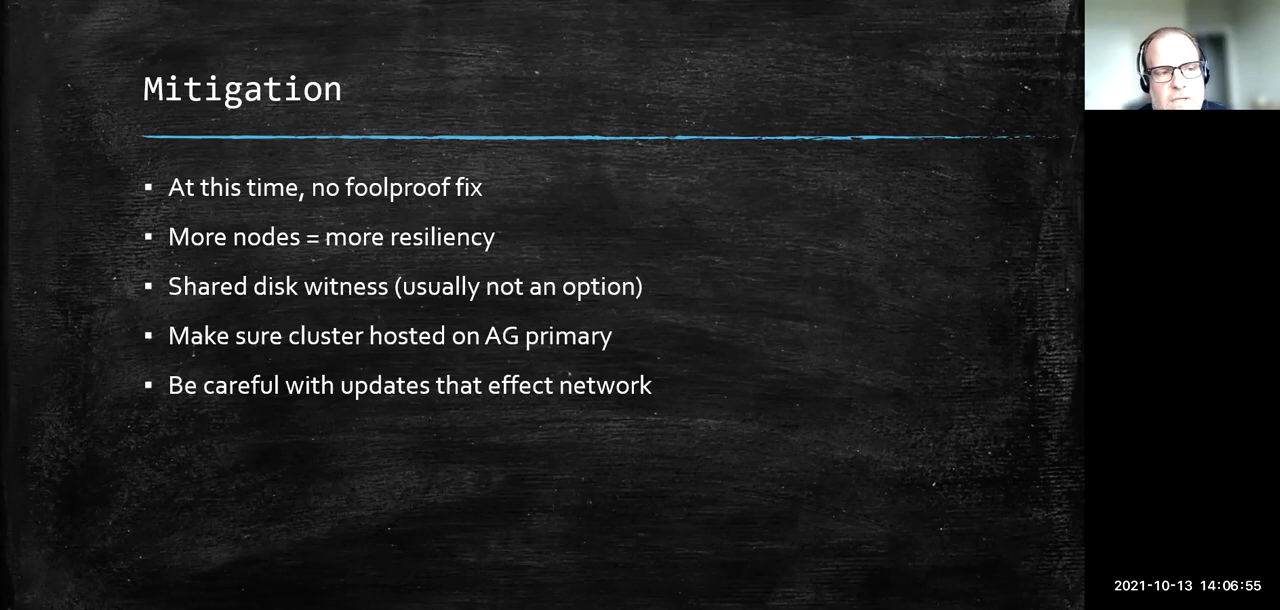 Mitigation
▪ At this time, no foolproof fix
▪ More nodes = more resiliency
▪ Shared disk witness (usually not an option)
▪ Make sure cluster hosted on AG primary
▪ Be careful with updates that effect network
2021-10-13 14:06:55